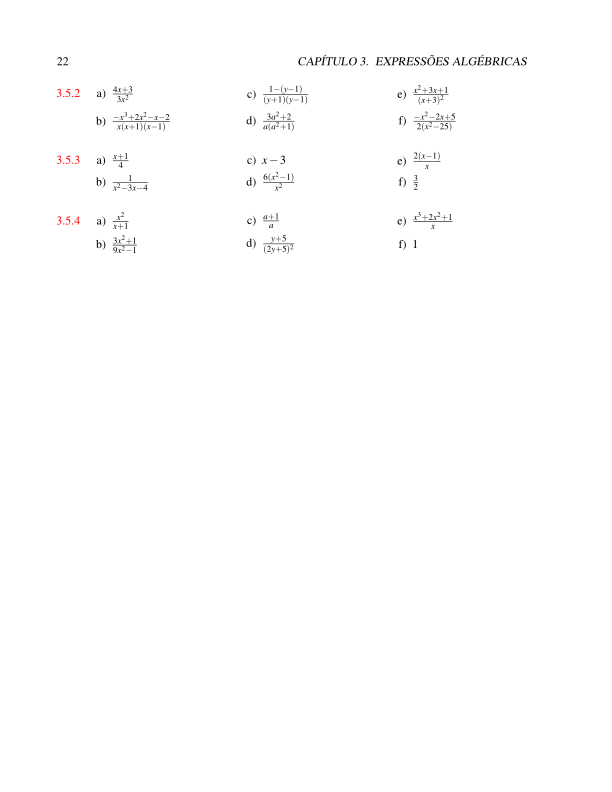 22 CAPÍTULO 3. EXPRESSÕES ALGÉBRICAS
3.5.2 a) \frac{4x+3}{3x^2} c) \frac{1-(y-1)}{(y+1)(y-1)} e) \frac{x^2+3x+1}{(x+3)^2}
b) \frac{-x^3+2x^2-x-2}{x(x+1)(x-1)} d) \frac{3a^2+2}{a(a^2+1)} f) \frac{-x^2-2x+5}{2(x^2-25)}
3.5.3 a) \frac{x+1}{4} c) x-3 e) \frac{2(x-1)}{x}
b) \frac{1}{x^2-3x-4} d) \frac{6(x^2-1)}{x^2} f) \frac{3}{2}
3.5.4 a) \frac{x^2}{x+1} c) \frac{a+1}{a} e) \frac{x^3+2x^2+1}{x}
b) \frac{3x^2+1}{9x^2-1} d) \frac{y+5}{(2y+5)^2} f) 1